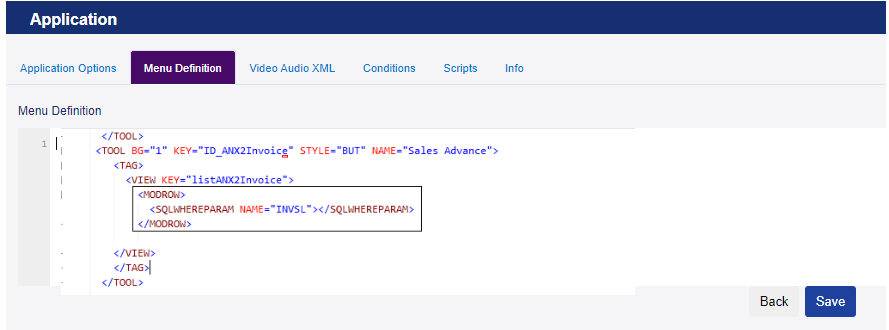 Application
Application Options Menu Definition Video Audio XML Conditions Scripts Info
Menu Definition
1
</TOOL>
<TOOL BG="1" KEY="ID_ANX2Invoice" STYLE="BUT" NAME="Sales Advance">
<TAG>
<VIEW KEY="listANX2Invoice">
<MODROW>
<SQLWHEREPARAM NAME="INVSL"></SQLWHEREPARAM>
</MODROW>
</VIEW>
</TAG>
</TOOL>
Back Save